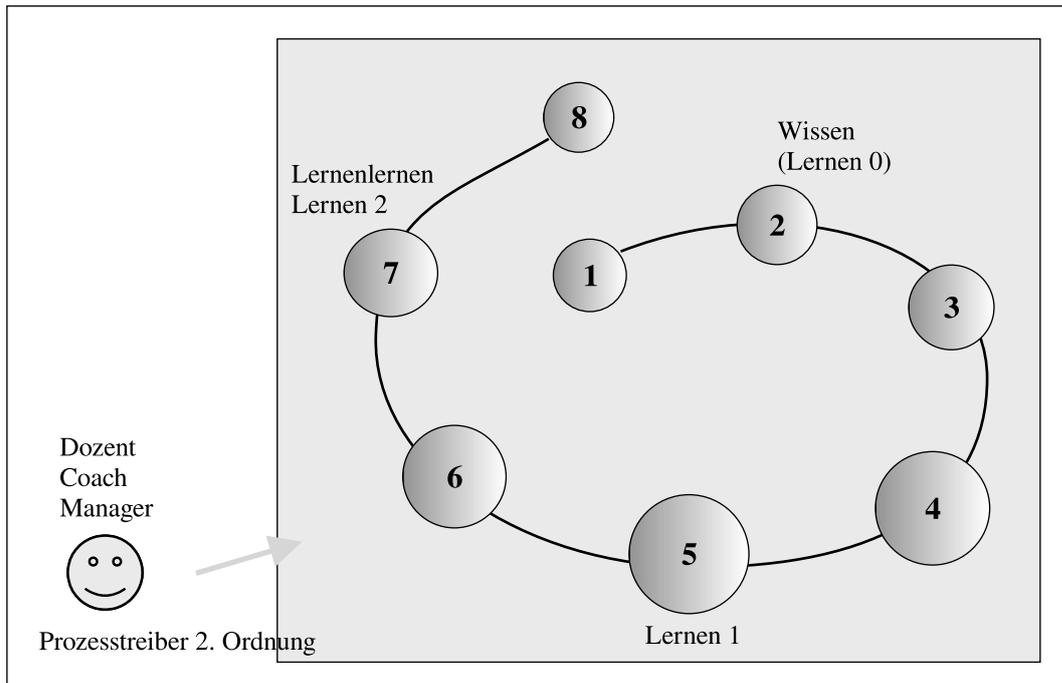 8
Wissen
(Lernen 0)
Lernenlernen
Lernen 2
2
7
1
3
Dozent
Coach
Manager
6
4
5
Lernen 1
Prozesstreiber 2. Ordnung